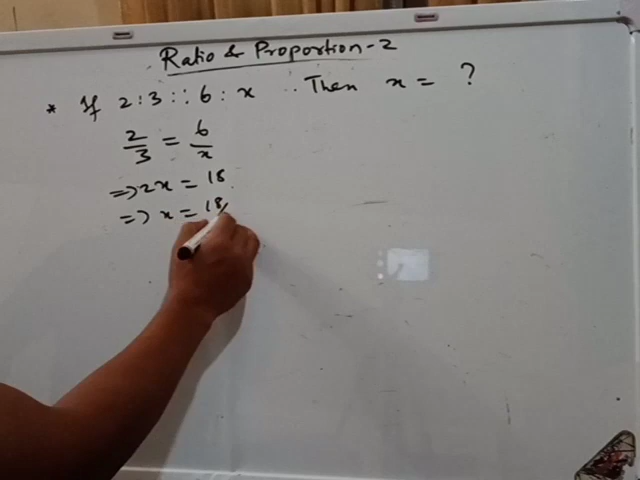 Ratio & Proportion-2
* If 2:3::6:x Then x = ?
2/3 = 6/x
=> 2x = 18
=> x = 18